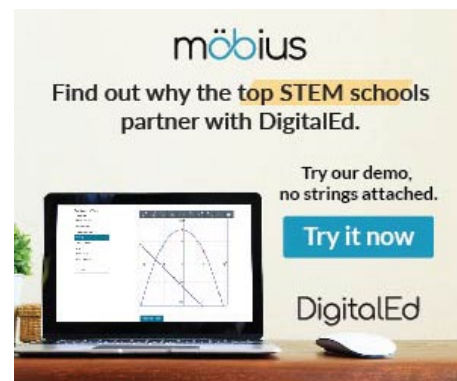 möbius
Find out why the top STEM schools
partner with DigitalEd.
Try our demo,
no strings attached.
Try it now
DigitalEd